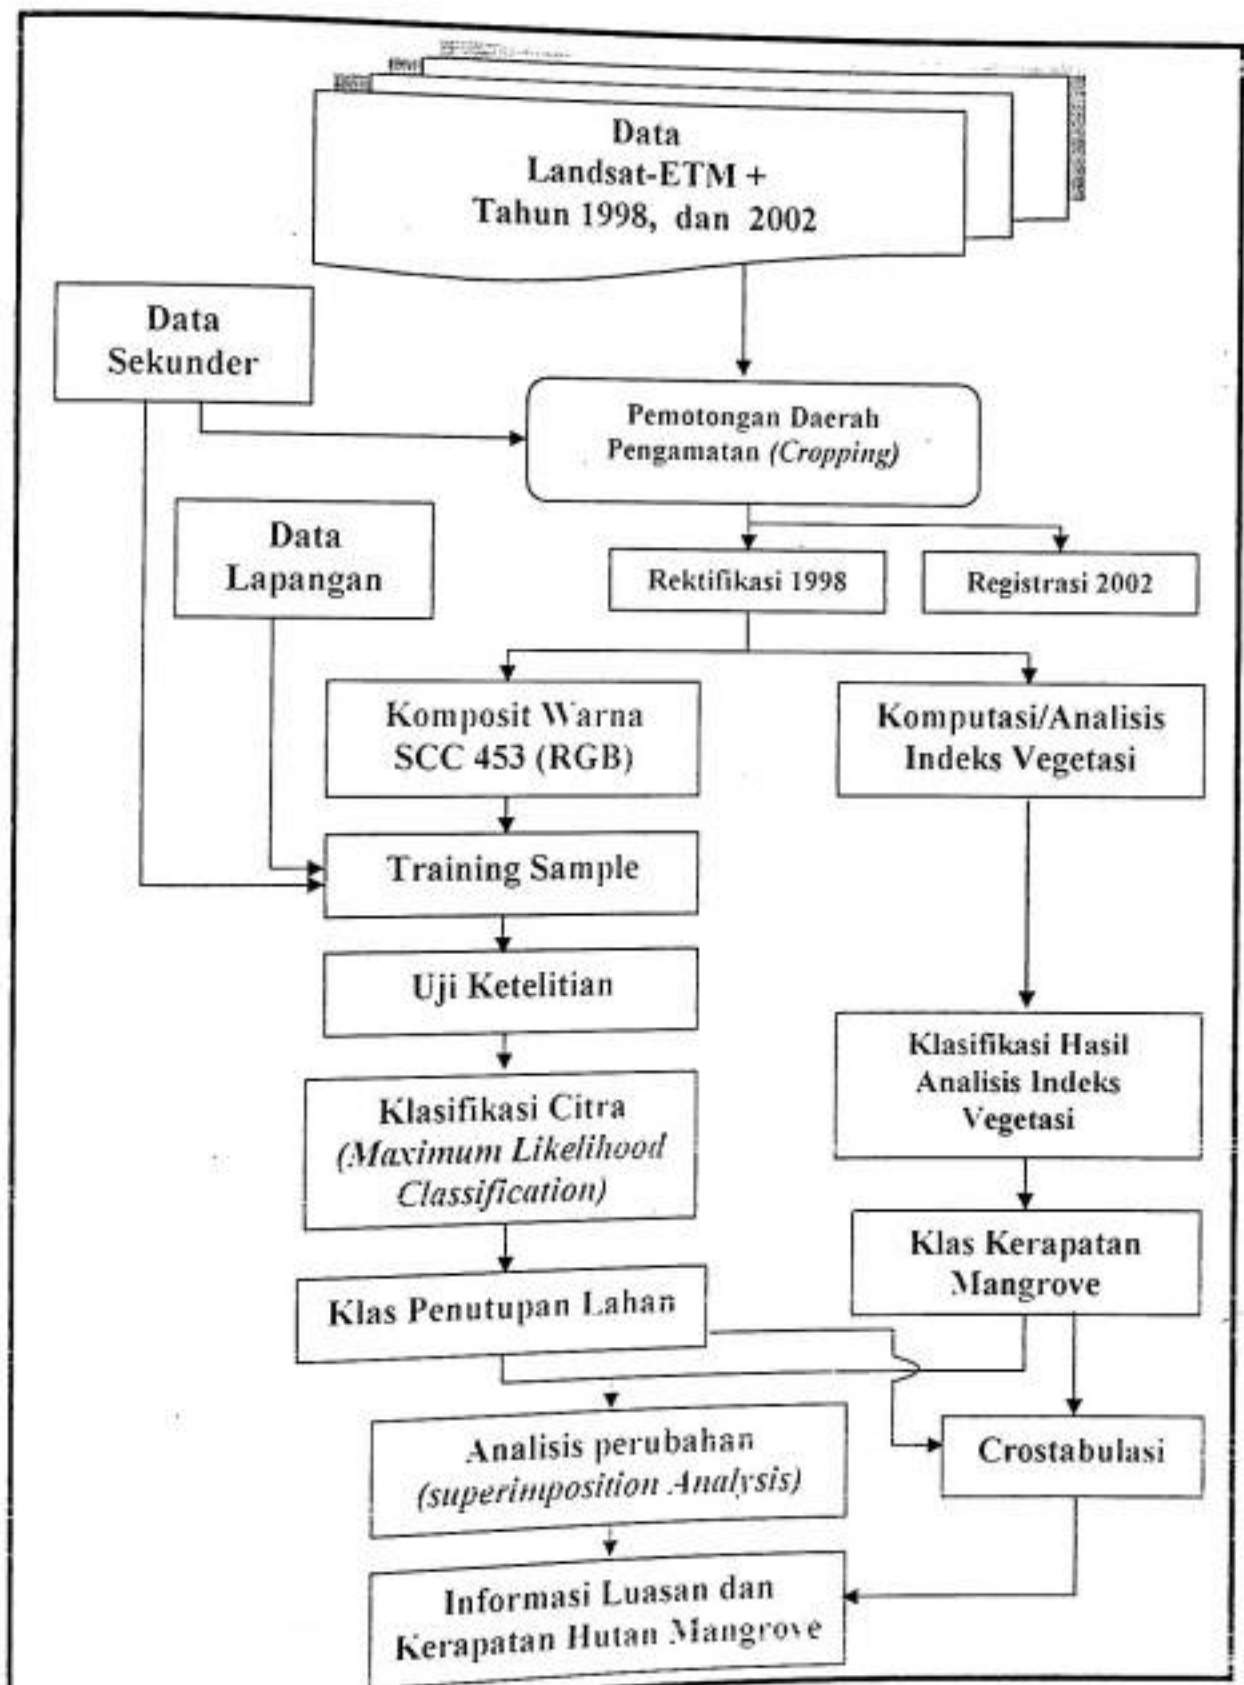 Data
Landsat-ETM +
Tahun 1998, dan 2002
Data
Sekunder
Pemotongan Daerah
Pengamatan (Cropping)
Data
Lapangan
Rektifikasi 1998
Registrasi 2002
Komposit Warna
SCC 453 (RGB)
Komputasi/Analisis
Indeks Vegetasi
Training Sample
Uji Ketelitian
Klasifikasi Hasil
Analisis Indeks
Vegetasi
Klasifikasi Citra
(Maximum Likelihood
Classification)
Klas Kerapatan
Mangrove
Klas Penutupan Lahan
Analisis perubahan
(superimposition Analysis)
Crostabulasi
Informasi Luasan dan
Kerapatan Hutan Mangrove